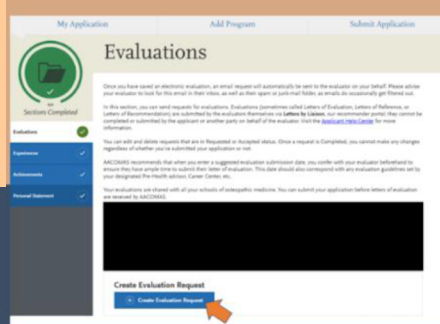 My Application
Add Program
Submit Application
Evaluations
4/4
Sections Completed
Evaluations
Experiences
Achievements
Personal Statement
Once you have saved an electronic evaluation, an email request will automatically be sent to the evaluator on your behalf. Please advise
your evaluator to look for this email in their inbox, as well as their spam or junk-mail folder, as emails do occasionally get filtered out.
In this section, you can send requests for evaluations. Evaluations (sometimes called Letters of Evaluation, Letters of Reference, or
Letters of Recommendation) are submitted by the evaluators themselves via Letters by Liaison, our recommender portal; they cannot be
completed or submitted by the applicant or another party on behalf of the evaluator. Visit the Applicant Help Center for more
information.
You can edit and delete requests that are in Requested or Accepted status. Once a request is Completed, you cannot make any changes
regardless of whether you've submitted your application or not.
AACOMAS recommends that when you enter a suggested evaluation submission date, you confer with your evaluator beforehand to
ensure they have ample time to submit their letter of evaluation. This date should also correspond with any evaluation guidelines set by
your designated Pre-Health advisor, Career Center, etc.
Your evaluations are shared with all your schools of osteopathic medicine. You can submit your application before letters of evaluation
are received by AACOMAS.
Create Evaluation Request
Create Evaluation Request